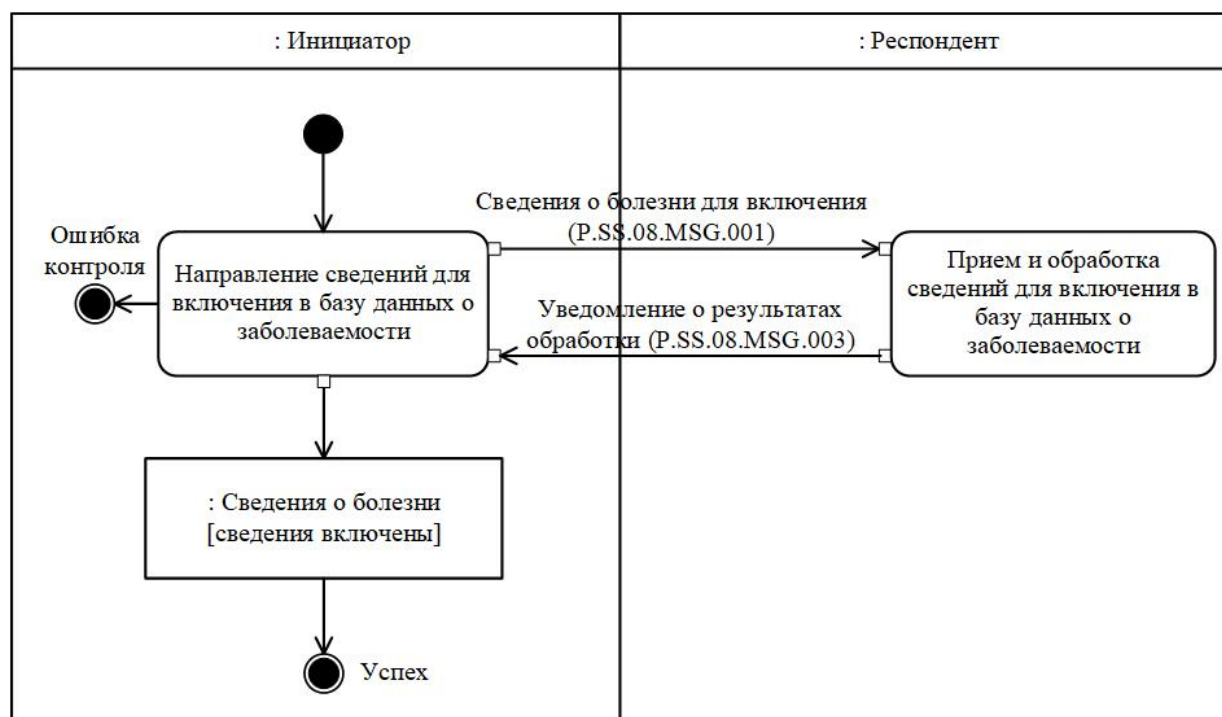 : Инициатор
: Респондент
Сведения о болезни для включения
(P.SS.08.MSG.001)
Ошибка
контроля
Направление сведений для
включения в базу данных о
заболеваемости
Прием и обработка
сведений для включения в
базу данных о
заболеваемости
Уведомление о результатах
обработки (P.SS.08.MSG.003)
: Сведения о болезни
[сведения включены]
Успех